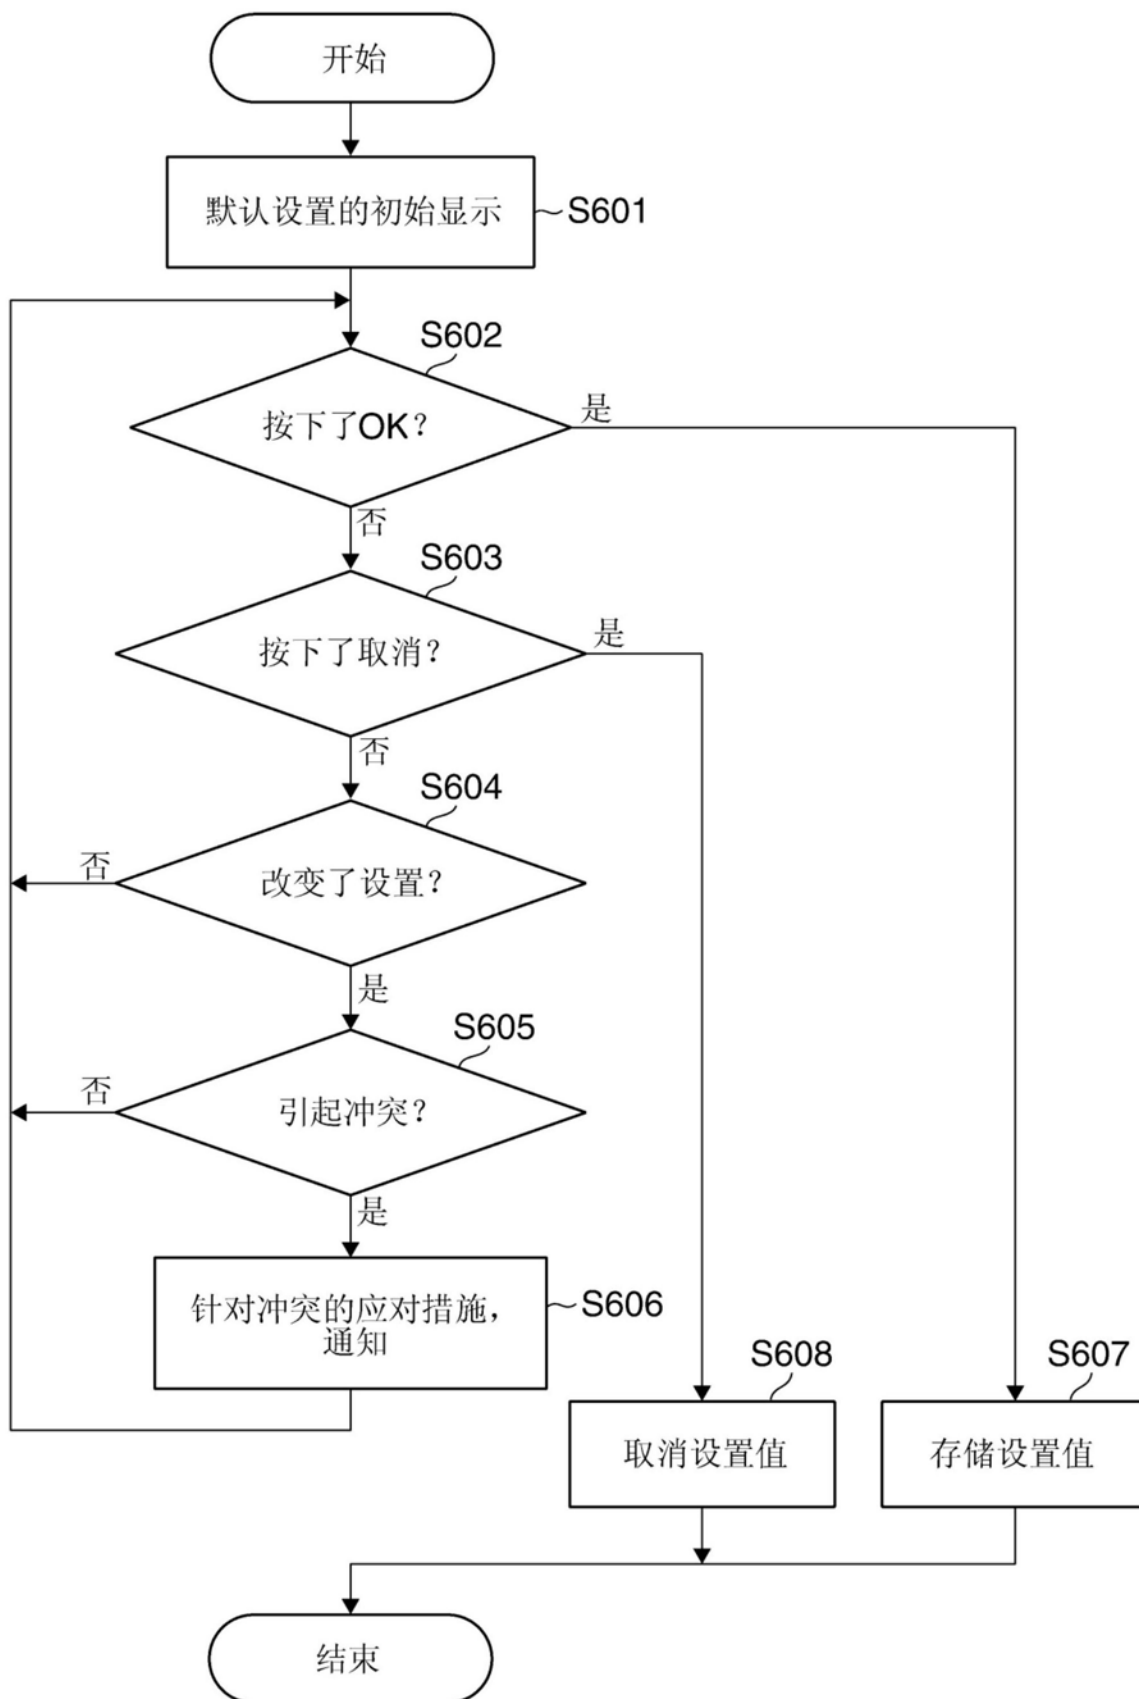 开始
默认设置的初始显示
S601
S602
按下了OK？
是
否
S603
按下了取消？
是
否
S604
改变了设置？
否
是
S605
引起冲突？
否
是
针对冲突的应对措施，
通知
S606
S608
取消设置值
S607
存储设置值
结束